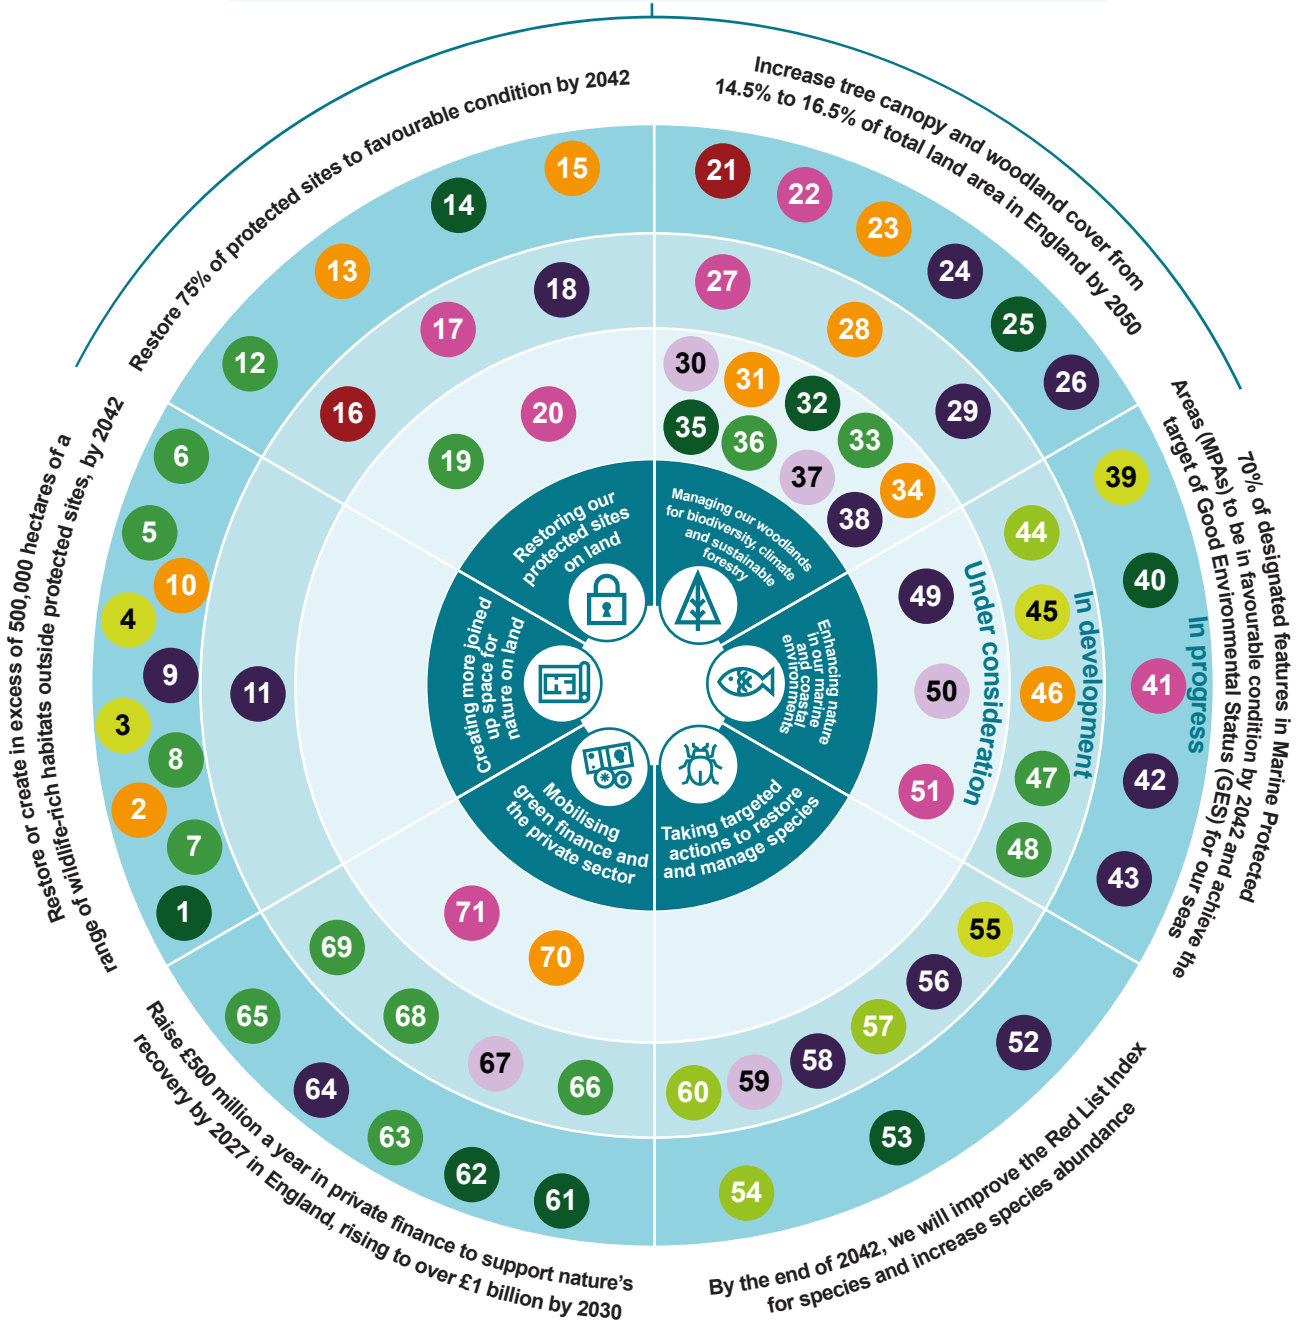 Restore 75% of protected sites to favourable condition by 2042
Increase tree canopy and woodland cover from
14.5% to 16.5% of total land area in England by 2050
70% of designated features in Marine Protected
Areas (MPAs) to be in favourable condition by 2042 and achieve the
target of Good Environmental Status (GES) for our seas
By the end of 2042, we will improve the Red List Index
for species and increase species abundance
Raise £500 million a year in private finance to support nature's
recovery by 2027 in England, rising to over £1 billion by 2030
Restore or create in excess of 500,000 hectares of a
range of wildlife-rich habitats outside protected sites, by 2042
In progress
In development
Under consideration
Restoring our
protected sites
on land
Managing our woodlands
for biodiversity, climate
and sustainable
forestry
Enhancing nature
in our marine
and coastal
environments
Taking targeted
actions to restore
and manage species
Mobilising
green finance and
the private sector
Creating more joined
up space for
nature on land
1
2
3
4
5
6
7
8
9
10
11
12
13
14
15
16
17
18
19
20
21
22
23
24
25
26
27
28
29
30
31
32
33
34
35
36
37
38
39
40
41
42
43
44
45
46
47
48
49
50
51
52
53
54
55
56
57
58
59
60
61
62
63
64
65
66
67
68
69
70
71